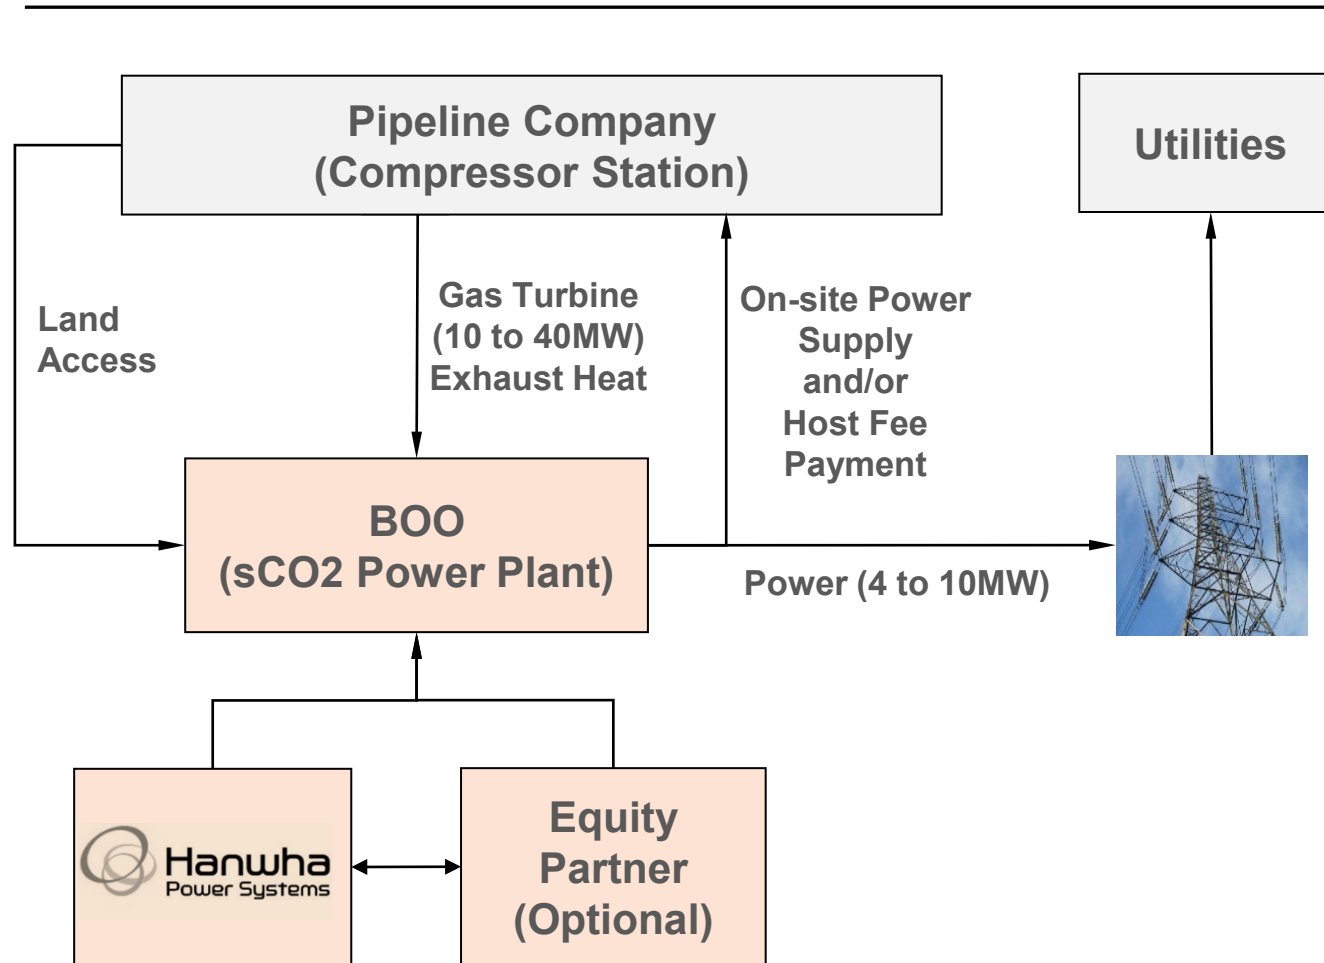 Pipeline Company
(Compressor Station)
Utilities
Land
Access
Gas Turbine
(10 to 40MW)
Exhaust Heat
On-site Power
Supply
and/or
Host Fee
Payment
BOO
(sCO2 Power Plant)
Power (4 to 10MW)
Hanwha
Power Systems
Equity
Partner
(Optional)